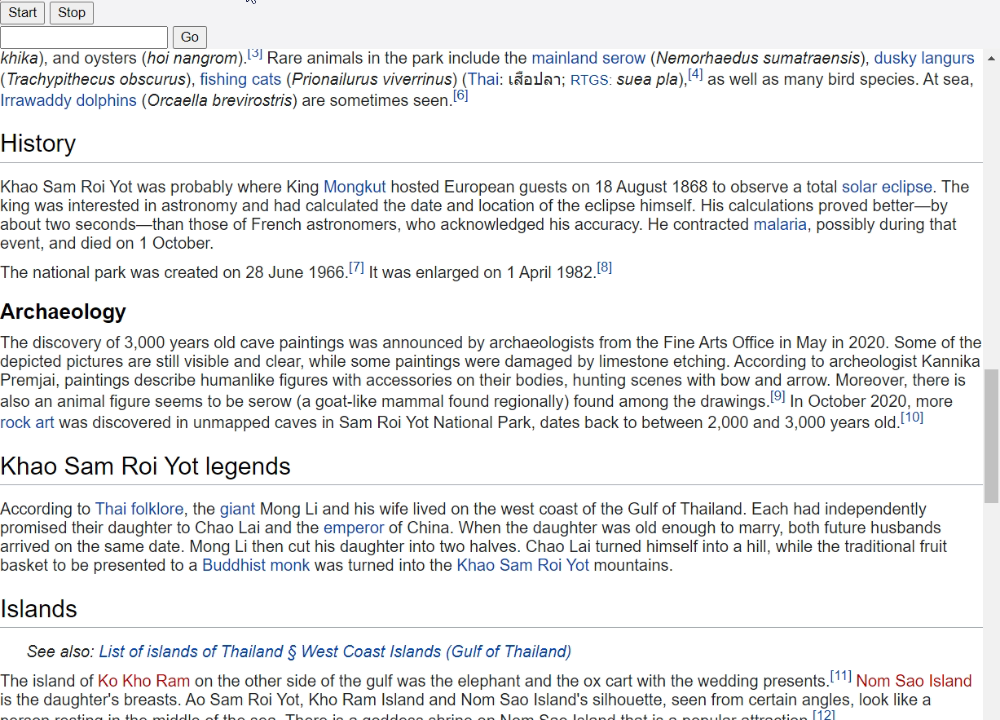 Start Stop
Go
khika), and oysters (hoi nangrom).[3] Rare animals in the park include the mainland serow (Nemorhaedus sumatraensis), dusky langurs
(Trachypithecus obscurus), fishing cats (Prionailurus viverrinus) (Thai: เสือปลา; RTGS: suea pla),[4] as well as many bird species. At sea,
Irrawaddy dolphins (Orcaella brevirostris) are sometimes seen.[6]
History
Khao Sam Roi Yot was probably where King Mongkut hosted European guests on 18 August 1868 to observe a total solar eclipse. The
king was interested in astronomy and had calculated the date and location of the eclipse himself. His calculations proved better—by
about two seconds—than those of French astronomers, who acknowledged his accuracy. He contracted malaria, possibly during that
event, and died on 1 October.
The national park was created on 28 June 1966.[7] It was enlarged on 1 April 1982.[8]
Archaeology
The discovery of 3,000 years old cave paintings was announced by archaeologists from the Fine Arts Office in May in 2020. Some of the
depicted pictures are still visible and clear, while some paintings were damaged by limestone etching. According to archeologist Kannika
Premjai, paintings describe humanlike figures with accessories on their bodies, hunting scenes with bow and arrow. Moreover, there is
also an animal figure seems to be serow (a goat-like mammal found regionally) found among the drawings.[9] In October 2020, more
rock art was discovered in unmapped caves in Sam Roi Yot National Park, dates back to between 2,000 and 3,000 years old.[10]
Khao Sam Roi Yot legends
According to Thai folklore, the giant Mong Li and his wife lived on the west coast of the Gulf of Thailand. Each had independently
promised their daughter to Chao Lai and the emperor of China. When the daughter was old enough to marry, both future husbands
arrived on the same date. Mong Li then cut his daughter into two halves. Chao Lai turned himself into a hill, while the traditional fruit
basket to be presented to a Buddhist monk was turned into the Khao Sam Roi Yot mountains.
Islands
See also: List of islands of Thailand § West Coast Islands (Gulf of Thailand)
The island of Ko Kho Ram on the other side of the gulf was the elephant and the ox cart with the wedding presents.[11] Nom Sao Island
is the daughter's breasts. Ao Sam Roi Yot, Kho Ram Island and Nom Sao Island's silhouette, seen from certain angles, look like a
person resting in the middle of the sea. There is a goddess shrine on Nom Sao Island that is a popular attraction.[12]